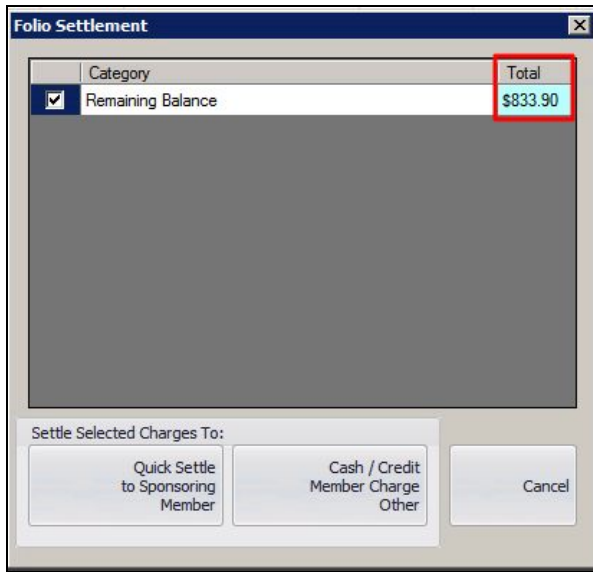 Folio Settlement
Category Total
Remaining Balance $833.90
Settle Selected Charges To:
Quick Settle
to Sponsoring
Member
Cash / Credit
Member Charge
Other
Cancel